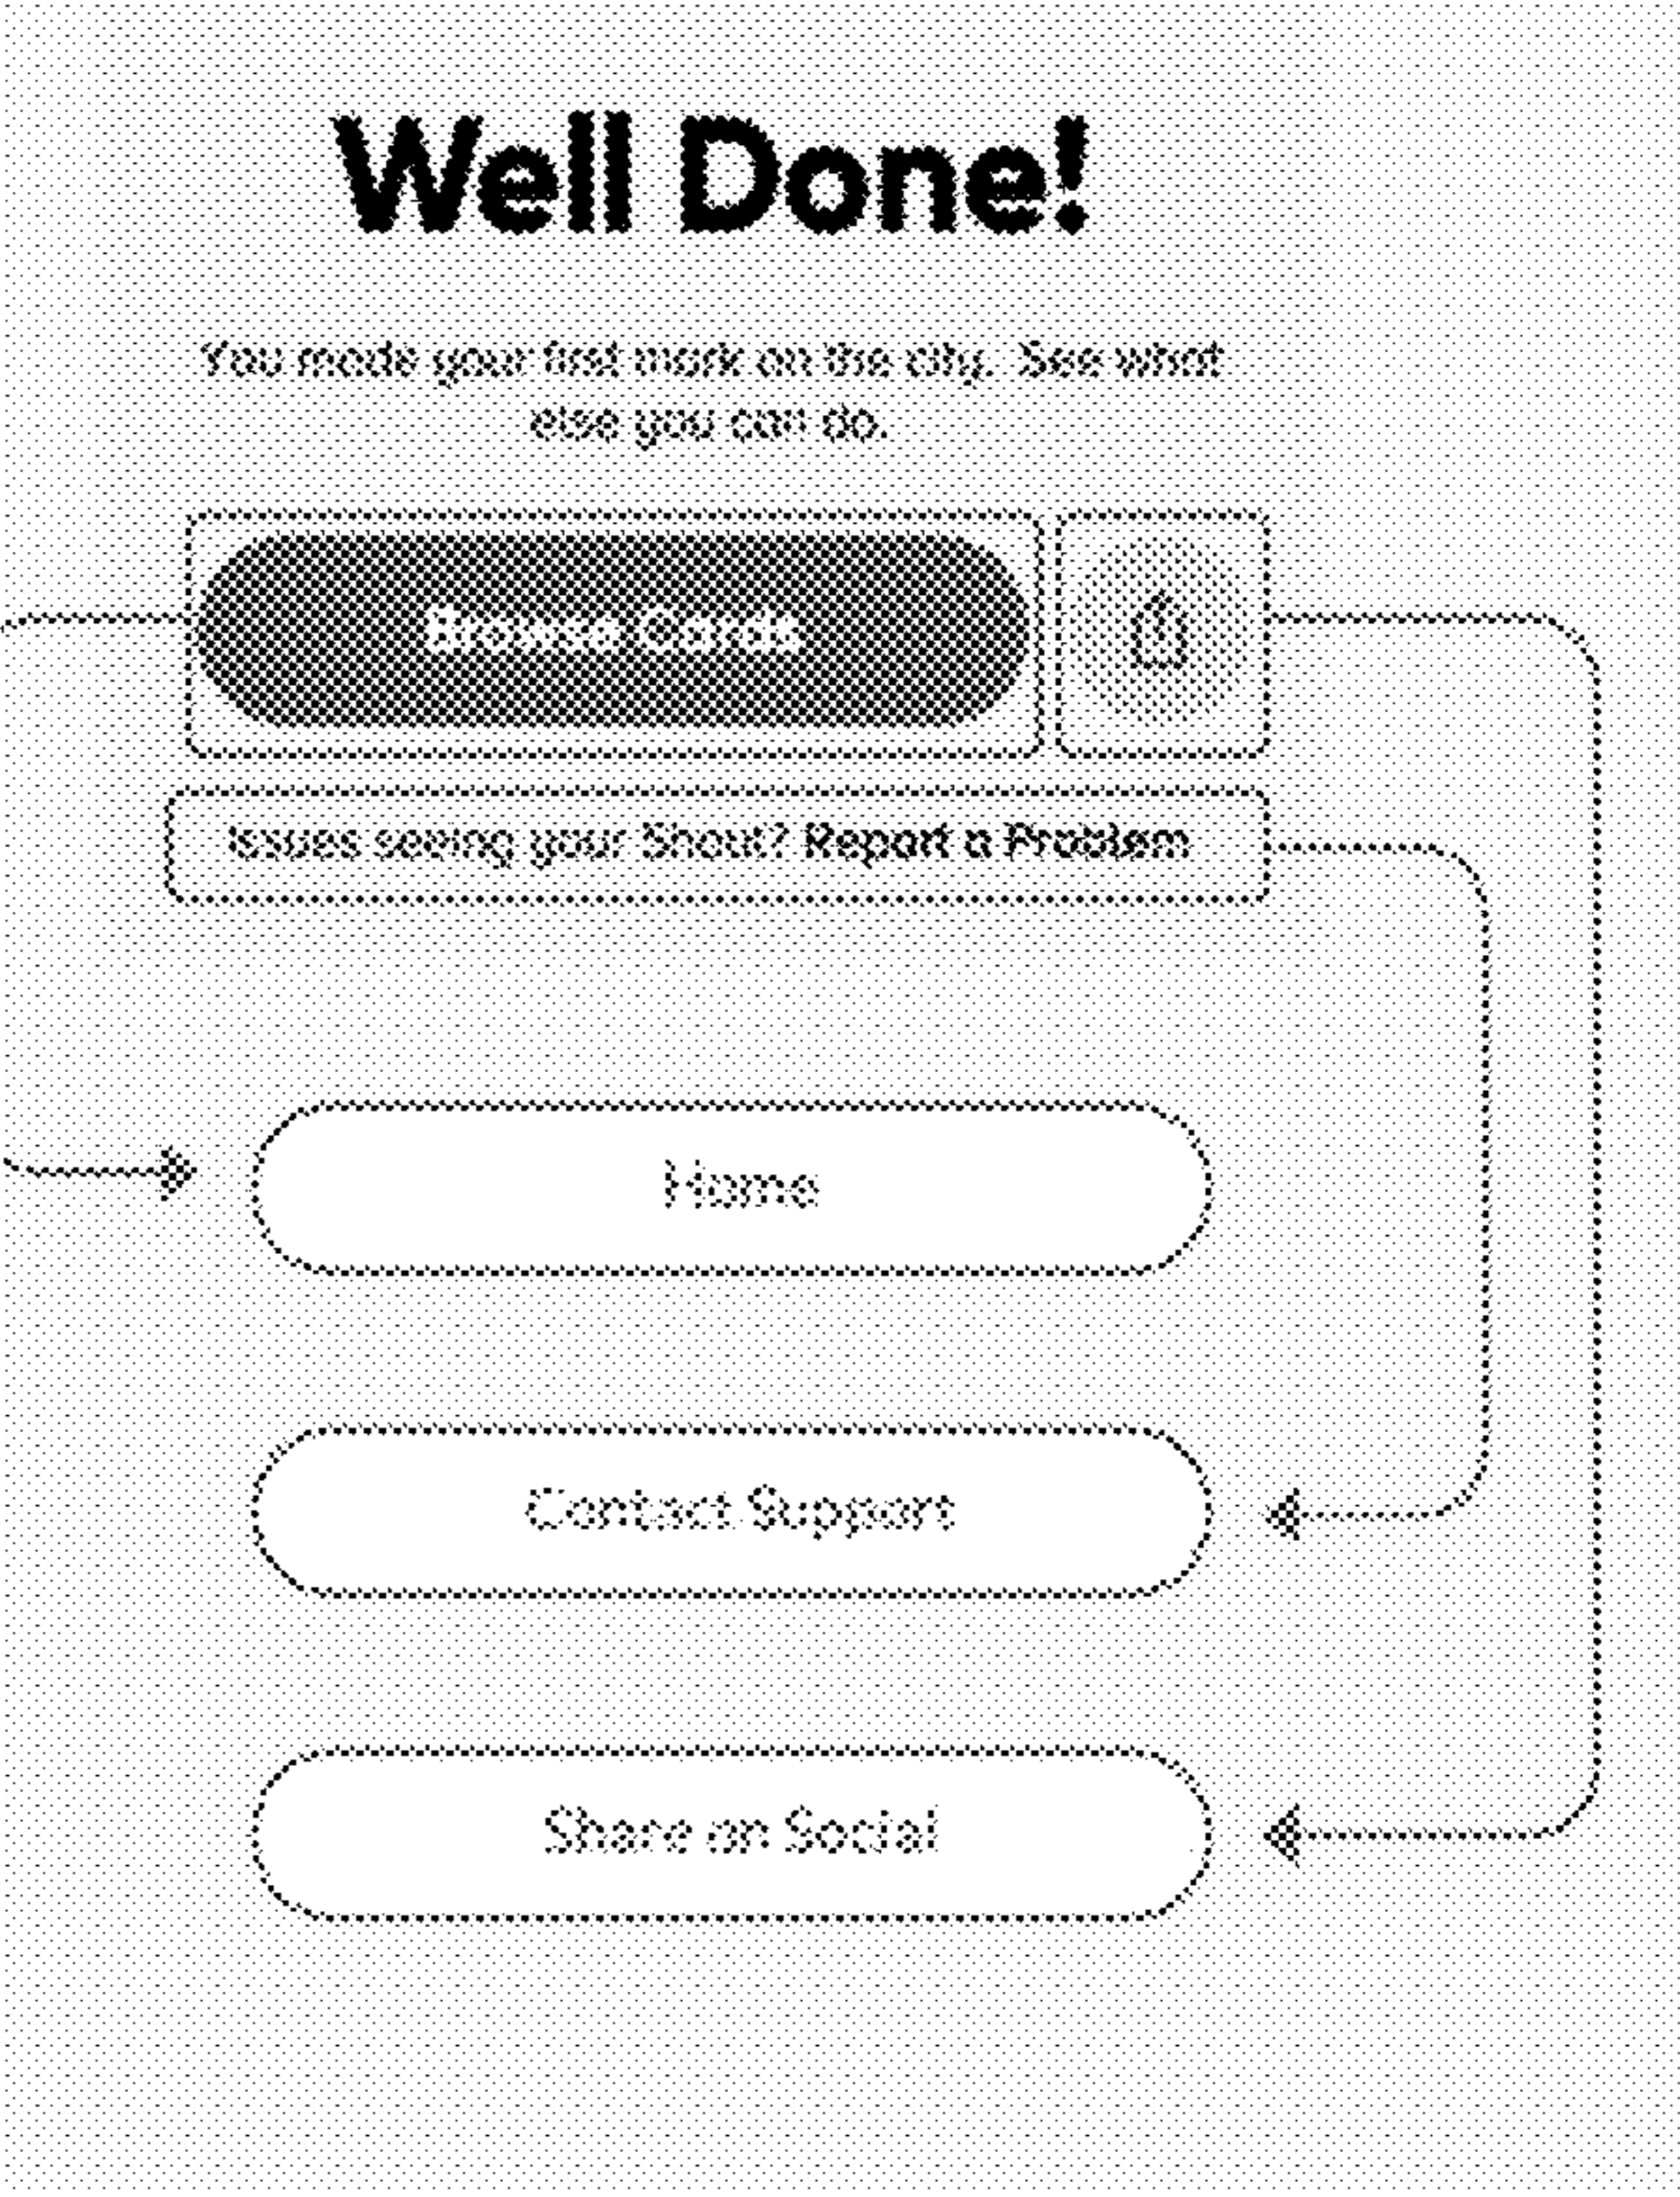 Well Done!
You made your first mark on the city. See what
else you can do.
Browse
Issues seeing your Shout? Report a Problem
Home
Contact Support
Share on Social